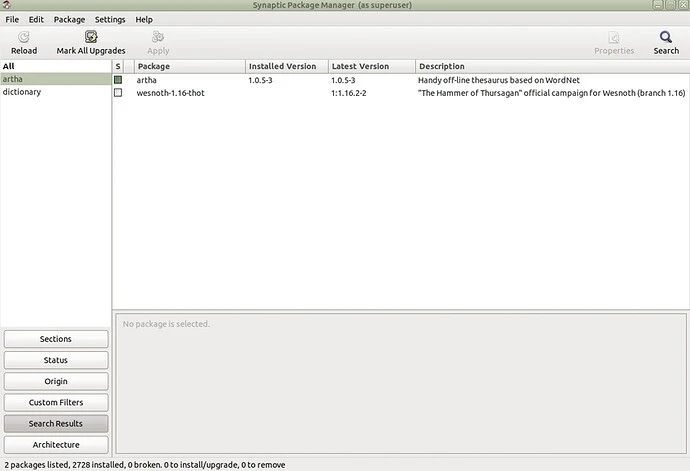 Synaptic Package Manager (as superuser)
File Edit Package Settings Help
Reload Mark All Upgrades Apply Properties Search
All S Package Installed Version Latest Version Description
artha artha 1.0.5-3 1.0.5-3 Handy off-line thesaurus based on WordNet
dictionary wesnoth-1.16-thot 1:1.16.2-2 "The Hammer of Thursagan" official campaign for Wesnoth (branch 1.16)
No package is selected.
Sections
Status
Origin
Custom Filters
Search Results
Architecture
2 packages listed, 2728 installed, 0 broken. 0 to install/upgrade, 0 to remove